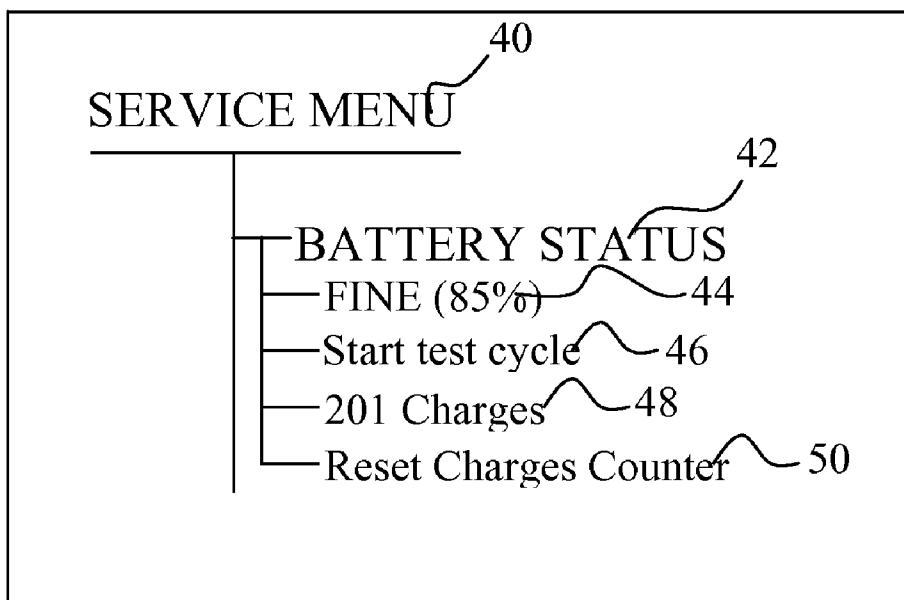 40
SERVICE MENU
42
BATTERY STATUS
FINE (85%) 44
Start test cycle 46
201 Charges 48
Reset Charges Counter 50